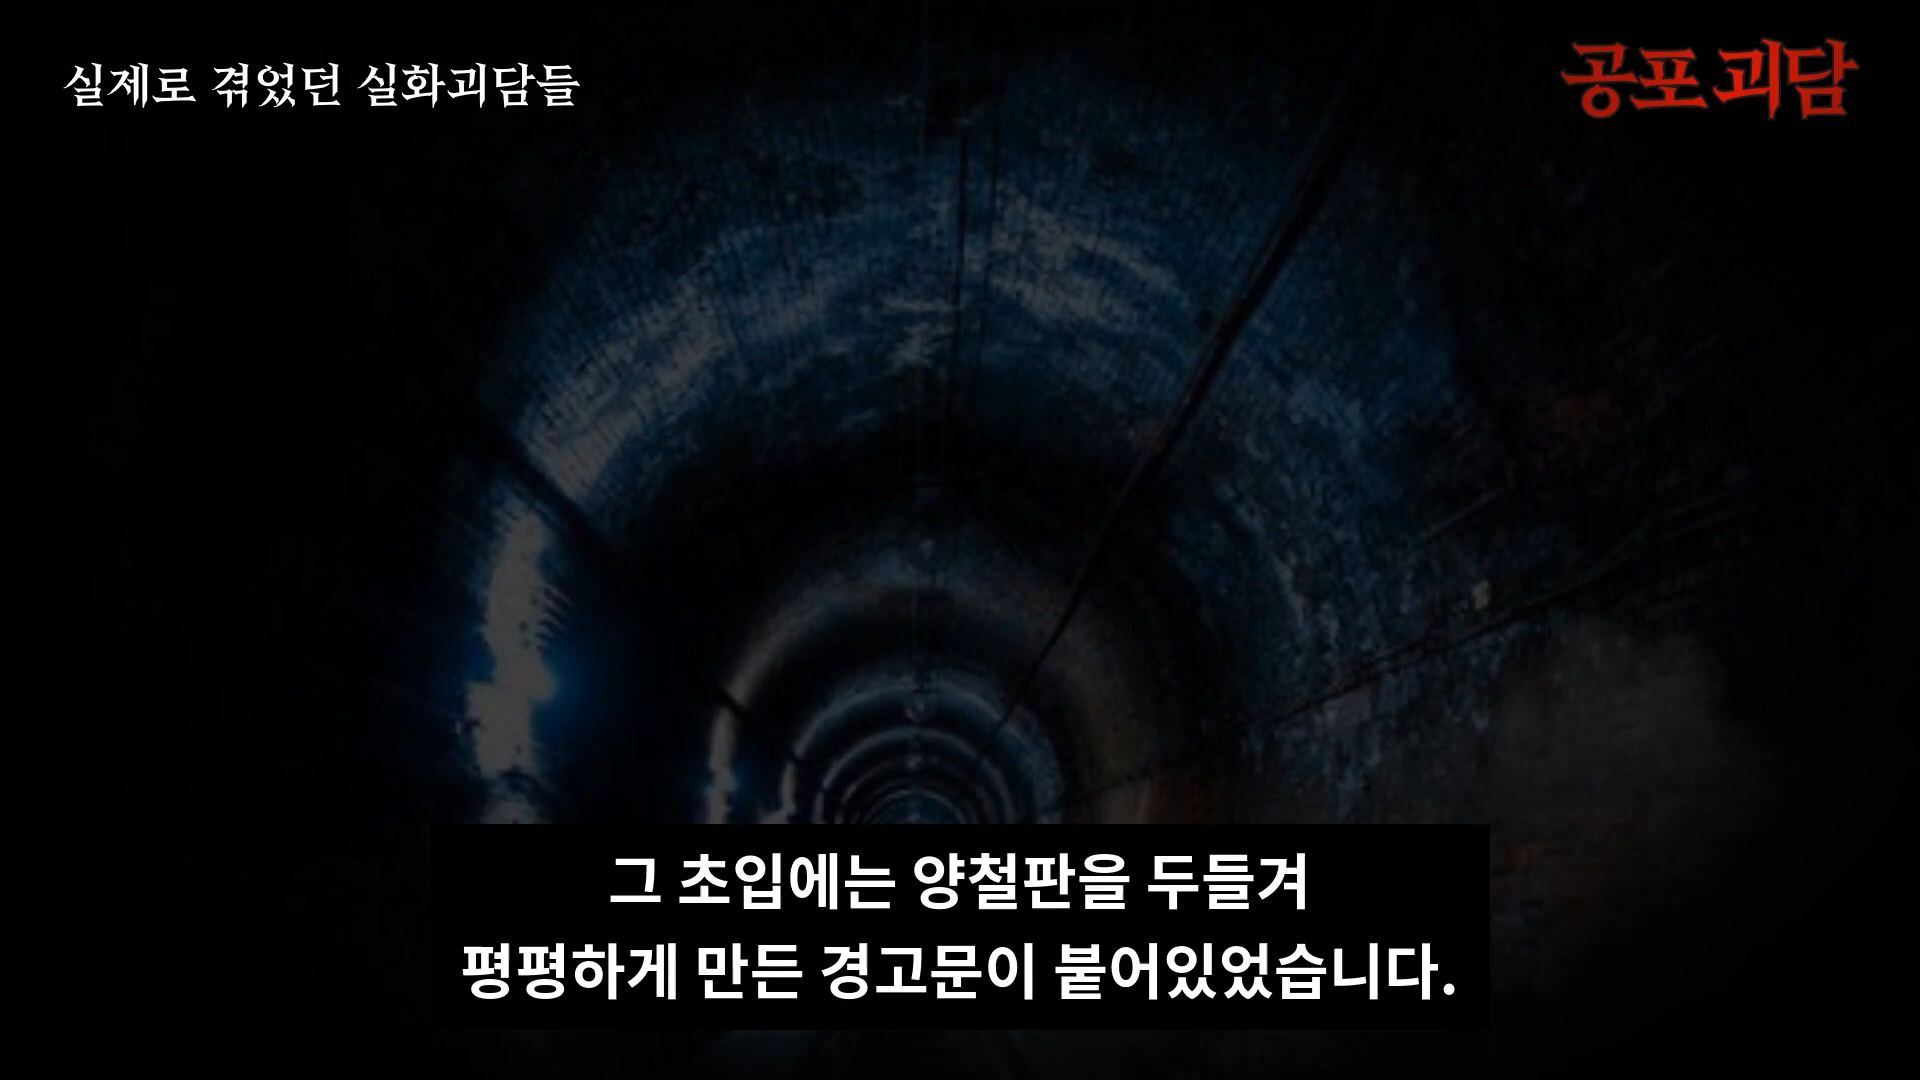 실제로 겪었던 실화괴담들
공포 괴담
그 초입에는 양철판을 두들겨
평평하게 만든 경고문이 붙어있었습니다.